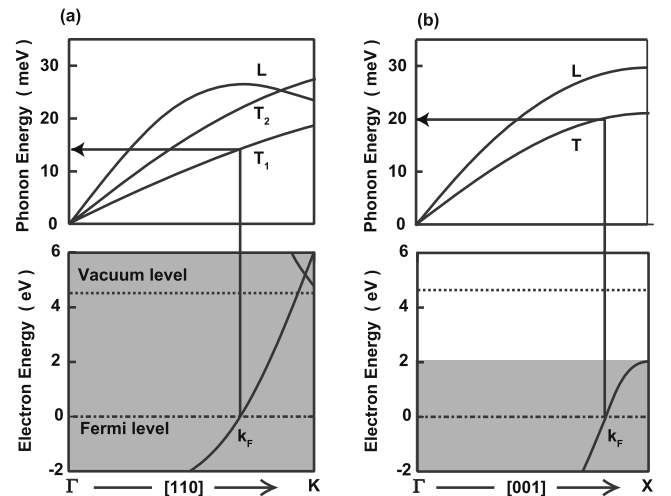 (a)
Phonon Energy ( meV )
30
20
10
0
L
T2
T1
Electron Energy ( eV )
6
4
2
0
-2
Vacuum level
Fermi level
kF
Γ [110] K
(b)
Phonon Energy ( meV )
30
20
10
0
L
T
Electron Energy ( eV )
6
4
2
0
-2
kF
Γ [001] X